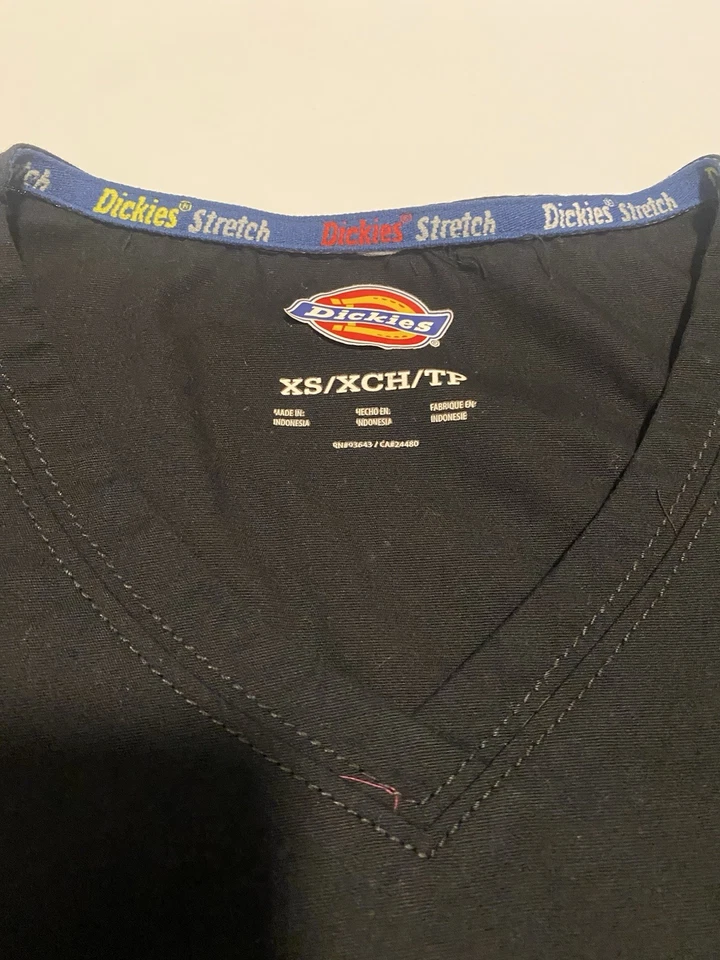 tch Dickies® Stretch Dickies® Stretch Dickies® Stretch
Dickies®
XS/XCH/TP
MADE IN: HECHO EN: FABRIQUE EN:
INDONESIA INDONESIA INDONESIE
RN#93643 / CA#24480